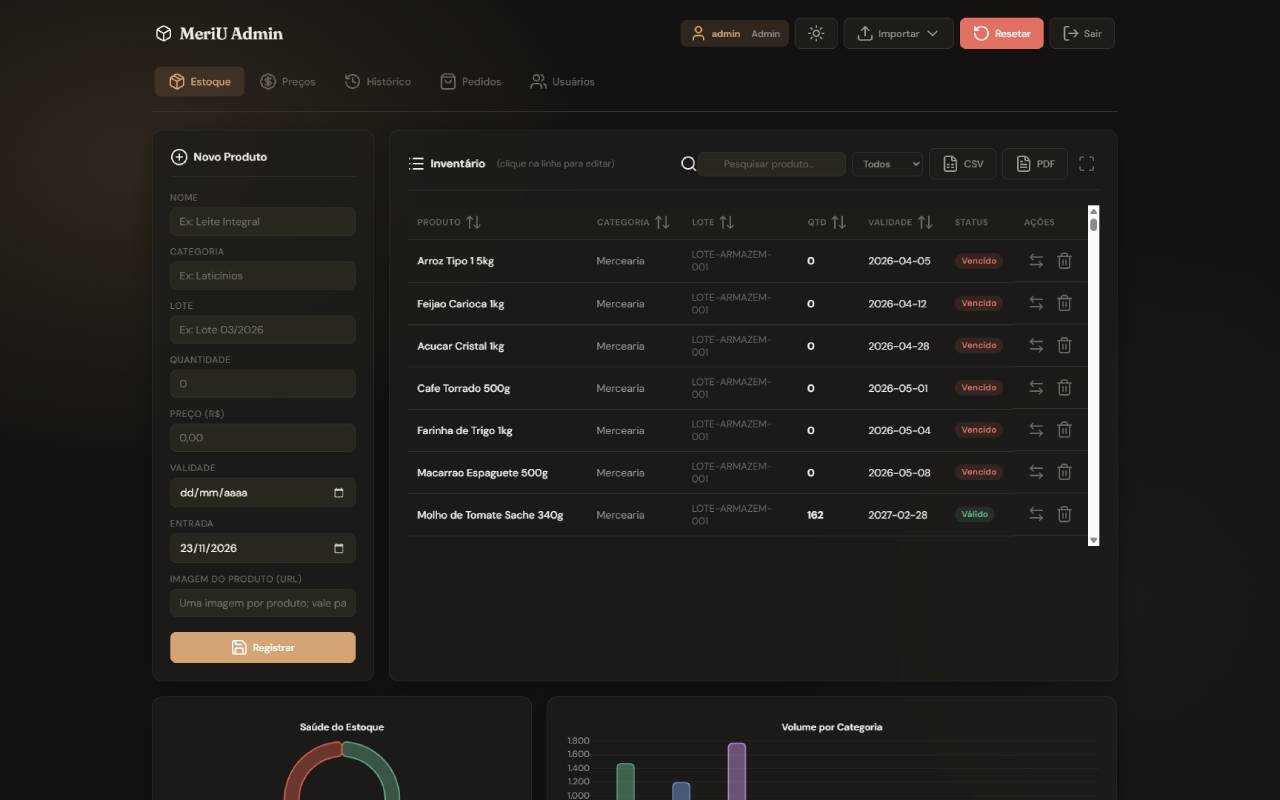 MeriU Admin
admin Admin
Importar
Resetar
Sair
Estoque
Preços
Histórico
Pedidos
Usuários
Novo Produto
NOME
Ex: Leite Integral
CATEGORIA
Ex: Laticínios
LOTE
Ex: Lote 03/2026
QUANTIDADE
0
PREÇO (R$)
0,00
VALIDADE
dd/mm/aaaa
ENTRADA
23/11/2026
IMAGEM DO PRODUTO (URL)
Uma imagem por produto; vale pa
Registrar
Inventário (clique na linha para editar)
Pesquisar produto...
Todos
CSV
PDF
PRODUTO CATEGORIA LOTE QTD VALIDADE STATUS AÇÕES
Arroz Tipo 1 5kg Mercearia LOTE-ARMAZEM-001 0 2026-04-05 Vencido
Feijao Carioca 1kg Mercearia LOTE-ARMAZEM-001 0 2026-04-12 Vencido
Acucar Cristal 1kg Mercearia LOTE-ARMAZEM-001 0 2026-04-28 Vencido
Cafe Torrado 500g Mercearia LOTE-ARMAZEM-001 0 2026-05-01 Vencido
Farinha de Trigo 1kg Mercearia LOTE-ARMAZEM-001 0 2026-05-04 Vencido
Macarrao Espaguete 500g Mercearia LOTE-ARMAZEM-001 0 2026-05-08 Vencido
Molho de Tomate Sache 340g Mercearia LOTE-ARMAZEM-001 162 2027-02-28 Válido
Saúde do Estoque
Volume por Categoria
1.800
1.600
1.400
1.200
1.000